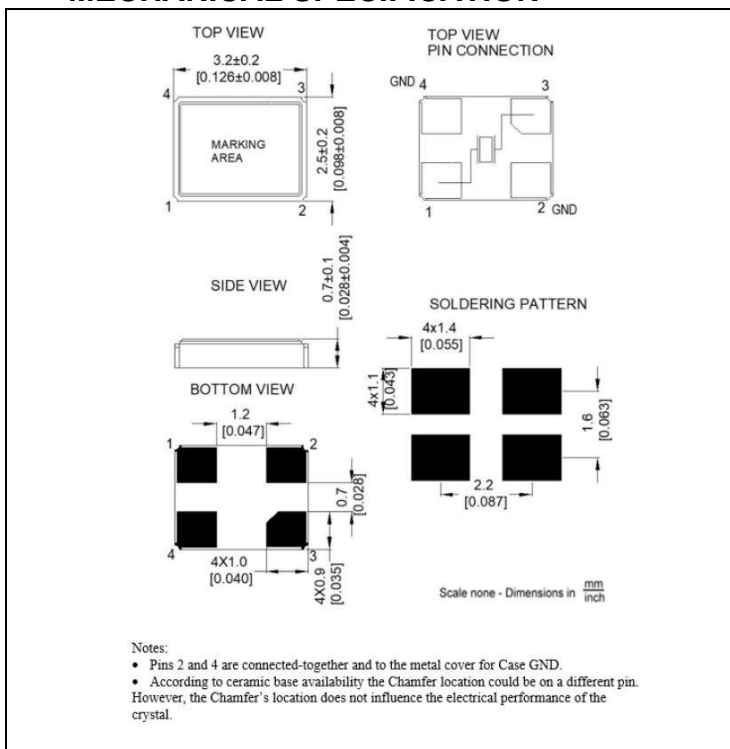 MECHANICAL SPECIFICATION
TOP VIEW
3.2±0.2
[0.126±0.008]
4
3
MARKING
AREA
2.5±0.2
[0.098±0.008]
1
2
TOP VIEW
PIN CONNECTION
GND 4
3
1
2 GND
SIDE VIEW
0.7±0.1
[0.028±0.004]
SOLDERING PATTERN
4x1.4
[0.055]
4x1.1
[0.043]
1.6
[0.063]
2.2
[0.087]
BOTTOM VIEW
1.2
[0.047]
1
2
0.7
[0.028]
4
3
4X1.0
[0.040]
4X0.9
[0.035]
Scale none - Dimensions in mm
inch
Notes:
• Pins 2 and 4 are connected-together and to the metal cover for Case GND.
• According to ceramic base availability the Chamfer location could be on a different pin.
However, the Chamfer's location does not influence the electrical performance of the
crystal.